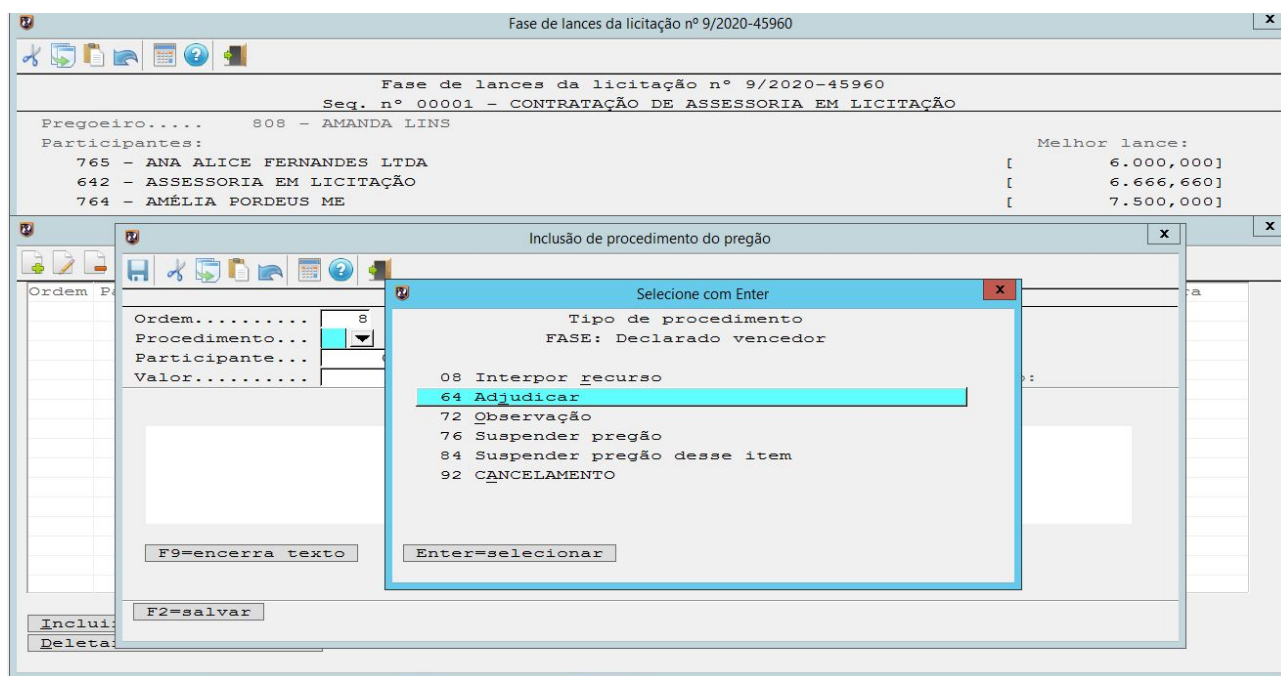 Fase de lances da licitação nº 9/2020-45960
x
Fase de lances da licitação nº 9/2020-45960
Seq. nº 00001 - CONTRATAÇÃO DE ASSESSORIA EM LICITAÇÃO
Pregoeiro..... 808 - AMANDA LINS
Participantes: Melhor lance:
765 - ANA ALICE FERNANDES LTDA [ 6.000,000]
642 - ASSESSORIA EM LICITAÇÃO [ 6.666,660]
764 - AMÉLIA PORDEUS ME [ 7.500,000]
Inclusão de procedimento do pregão x x
Selecione com Enter x
Ordem
Ordem.......... 8
Procedimento...
Participante...
Valor..........
Tipo de procedimento
FASE: Declarado vencedor
08 Interpor recurso
64 Adjudicar
72 Observação
76 Suspender pregão
84 Suspender pregão desse item
92 CANCELAMENTO
F9=encerra texto
Enter=selecionar
F2=salvar
Inclui
Deleta